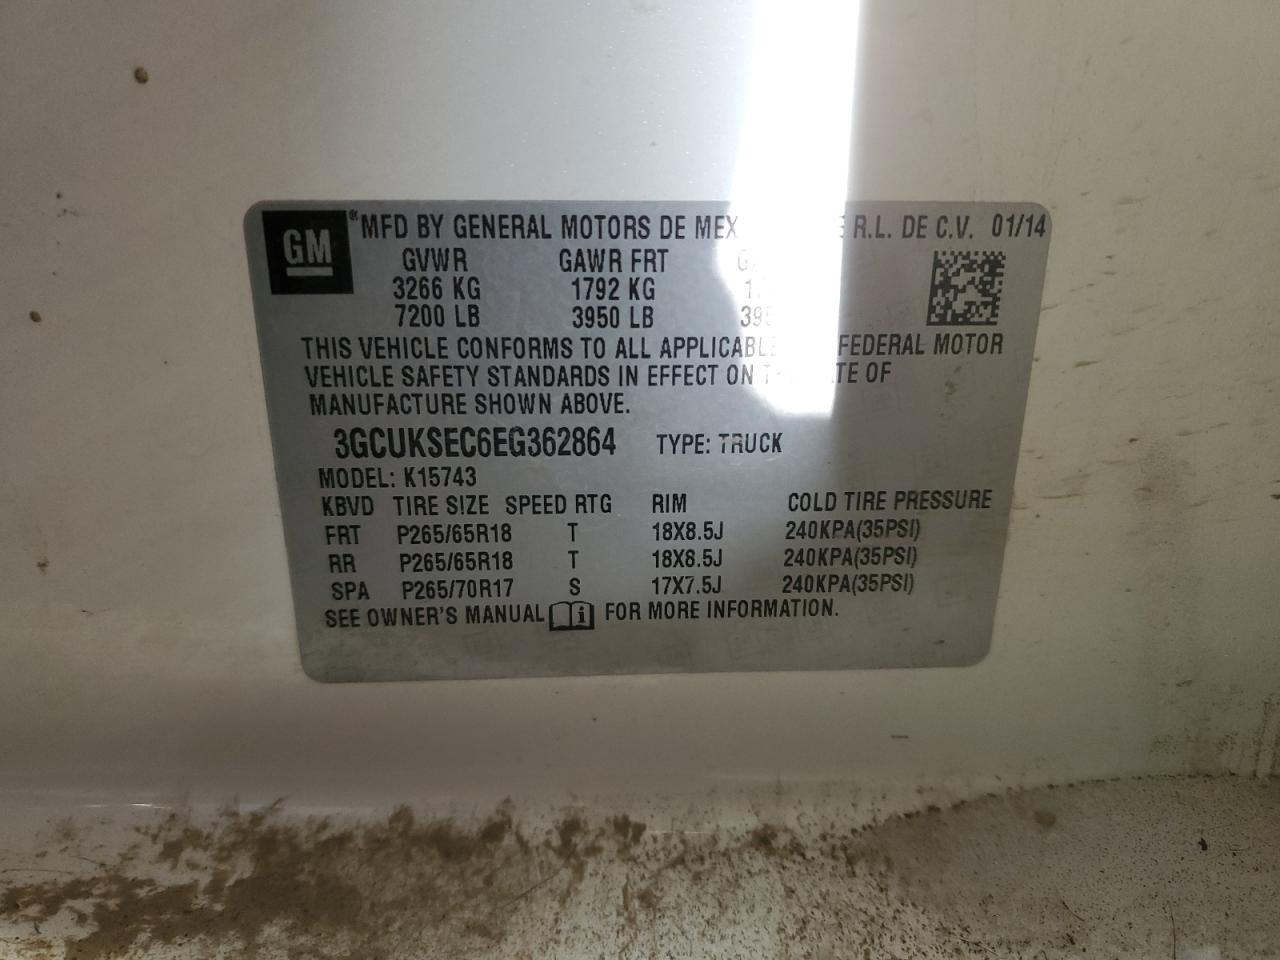 GM ® MFD BY GENERAL MOTORS DE R.L. DE C.V. 01/14
GVWR GAWR FRT
3266 KG 1792 KG
7200 LB 3950 LB
THIS VEHICLE CONFORMS TO ALL APPLICABLE FEDERAL MOTOR
VEHICLE SAFETY STANDARDS IN EFFECT ON OF
MANUFACTURE SHOWN ABOVE.
3GCUKSEC6EG362864 TYPE: TRUCK
MODEL: K15743
KBVD TIRE SIZE SPEED RTG RIM COLD TIRE PRESSURE
FRT P265/65R18 T 18X8.5J 240KPA(35PSI)
RR P265/65R18 T 18X8.5J 240KPA(35PSI)
SPA P265/70R17 S 17X7.5J 240KPA(35PSI)
SEE OWNER'S MANUAL i FOR MORE INFORMATION.